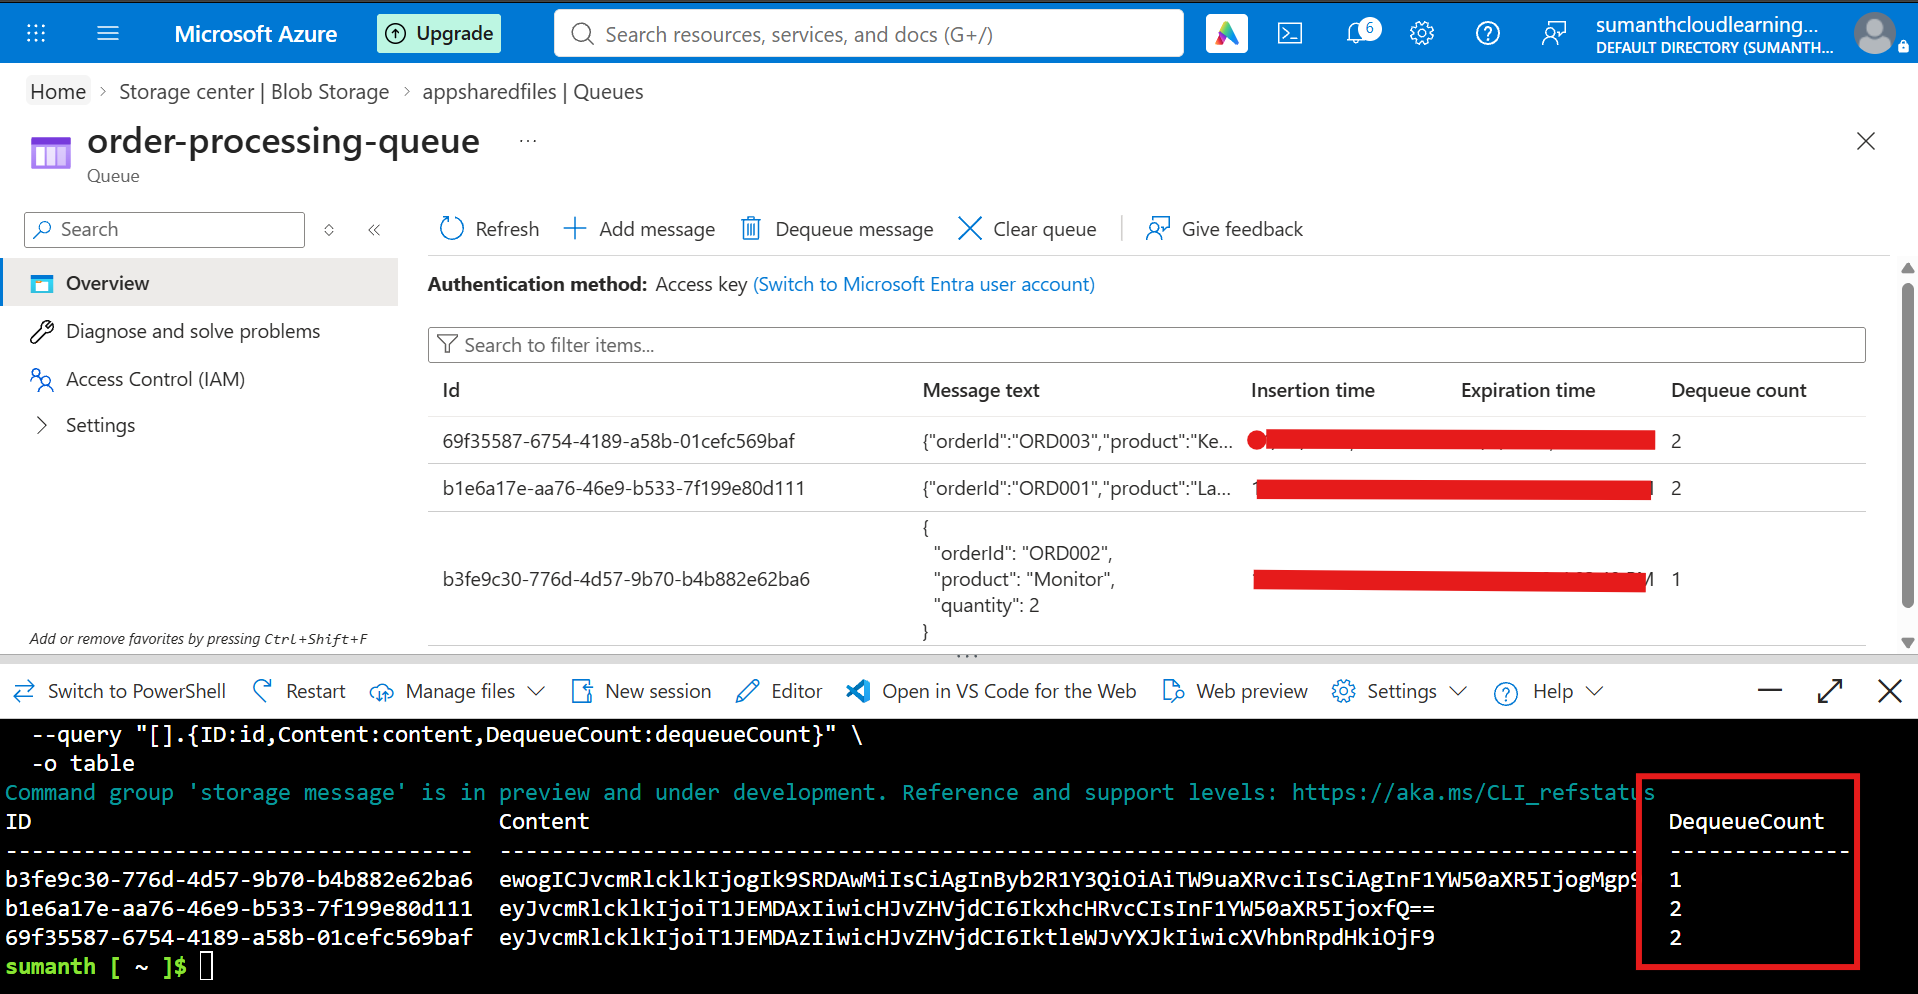 Microsoft Azure
Upgrade
Search resources, services, and docs (G+/)
6
sumanthcloudlearning...
DEFAULT DIRECTORY (SUMANTH...
Home > Storage center | Blob Storage > appsharedfiles | Queues
order-processing-queue ...
Queue
Search
Overview
Diagnose and solve problems
Access Control (IAM)
Settings
Add or remove favorites by pressing Ctrl+Shift+F
Refresh Add message Dequeue message Clear queue Give feedback
Authentication method: Access key (Switch to Microsoft Entra user account)
Search to filter items...
Id Message text Insertion time Expiration time Dequeue count
69f35587-6754-4189-a58b-01cefc569baf {"orderId":"ORD003","product":"Ke... 2
b1e6a17e-aa76-46e9-b533-7f199e80d111 {"orderId":"ORD001","product":"La... 2
{
"orderId": "ORD002",
b3fe9c30-776d-4d57-9b70-b4b882e62ba6 "product": "Monitor", 1
"quantity": 2
}
Switch to PowerShell Restart Manage files New session Editor Open in VS Code for the Web Web preview Settings Help
--query "[].{ID:id,Content:content,DequeueCount:dequeueCount}" \
-o table
Command group 'storage message' is in preview and under development. Reference and support levels: https://aka.ms/CLI_refstatus
ID Content DequeueCount
------------------------------------ ---------------------------------------------------------------------------------------- --------------
b3fe9c30-776d-4d57-9b70-b4b882e62ba6 ewogICJvcmRlcklkIjogIk9SRDAwMiIsCiAgInByb2R1Y3QiOiAiTW9uaXRvciIsCiAgInF1YW50aXR5IjogMgp9 1
b1e6a17e-aa76-46e9-b533-7f199e80d111 eyJvcmRlcklkIjoiT1JEMDAxIiwicHJvZHVjdCI6IkxhcHRvcCIsInF1YW50aXR5IjoxfQ== 2
69f35587-6754-4189-a58b-01cefc569baf eyJvcmRlcklkIjoiT1JEMDAzIiwicHJvZHVjdCI6IktleWJvYXJkIiwicXVhbnRpdHkiOjF9 2
sumanth [ ~ ]$